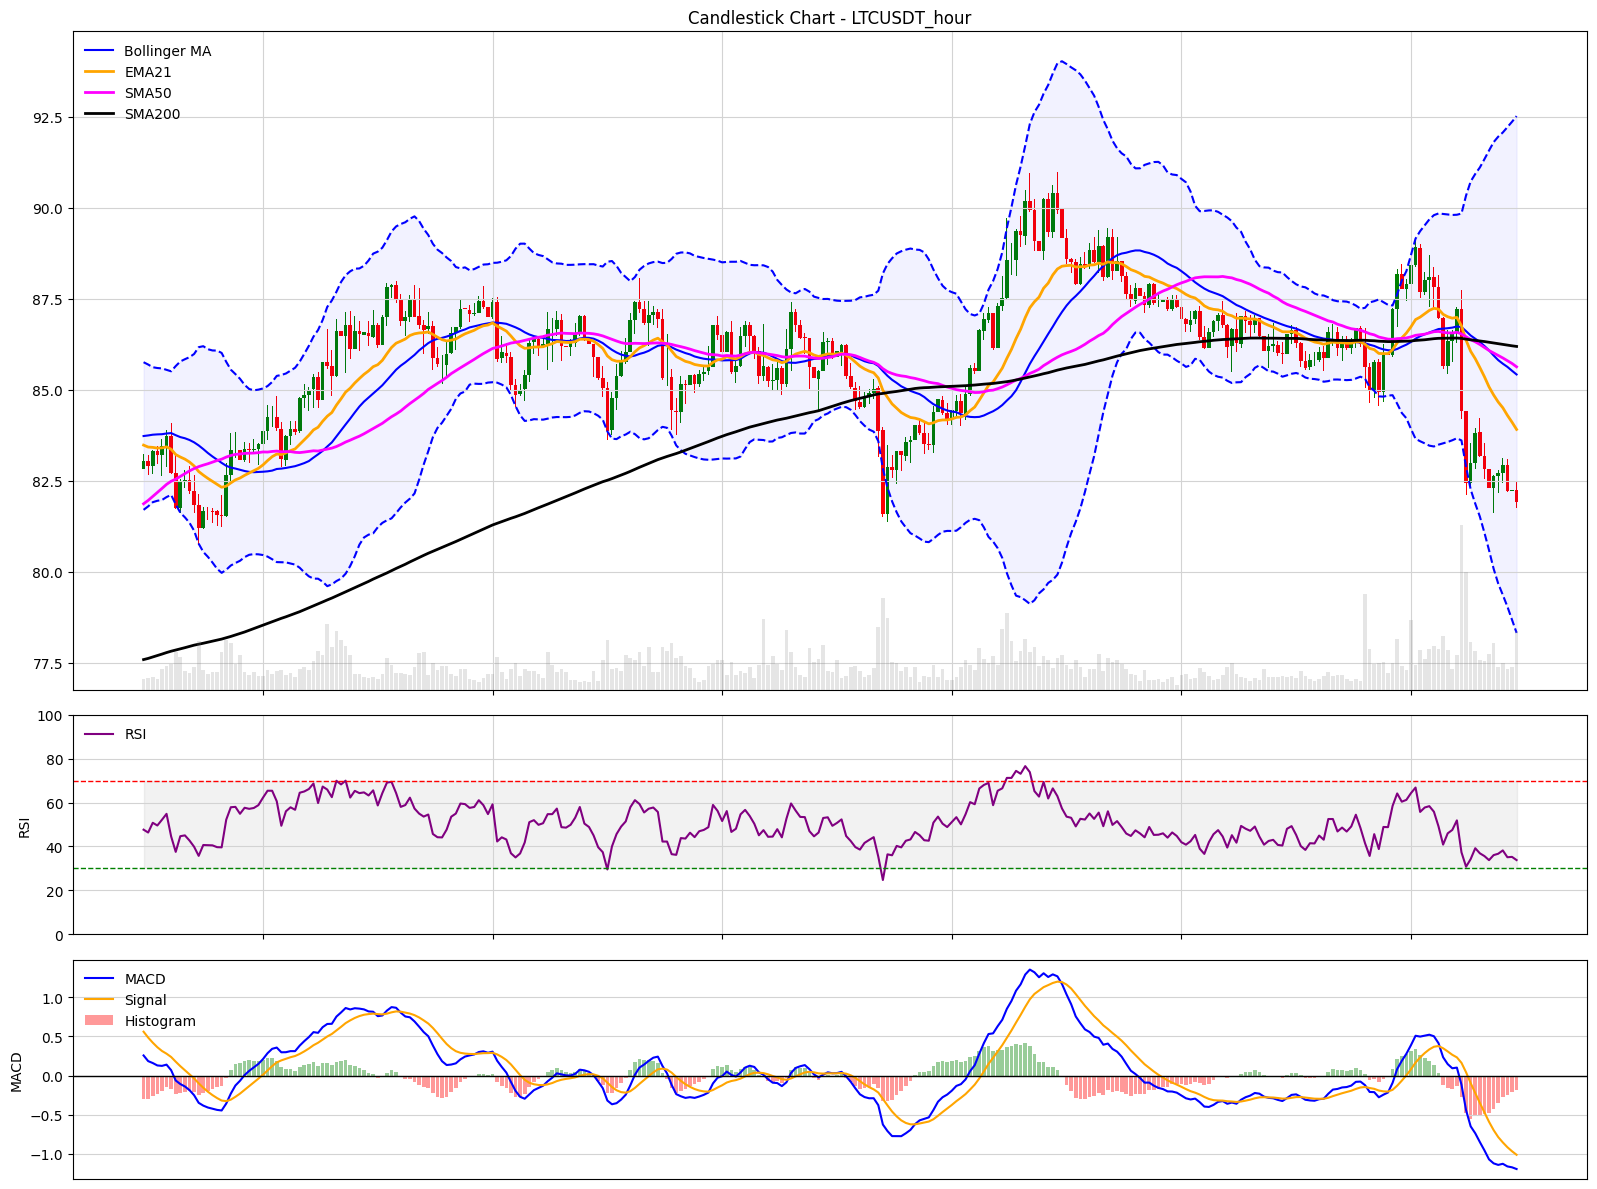 Candlestick Chart - LTCUSDT_hour
Bollinger MA
EMA21
SMA50
SMA200
92.5
90.0
87.5
85.0
82.5
80.0
77.5
RSI
100
80
60
40
20
0
RSI
MACD
Signal
Histogram
1.0
0.5
0.0
−0.5
−1.0
MACD